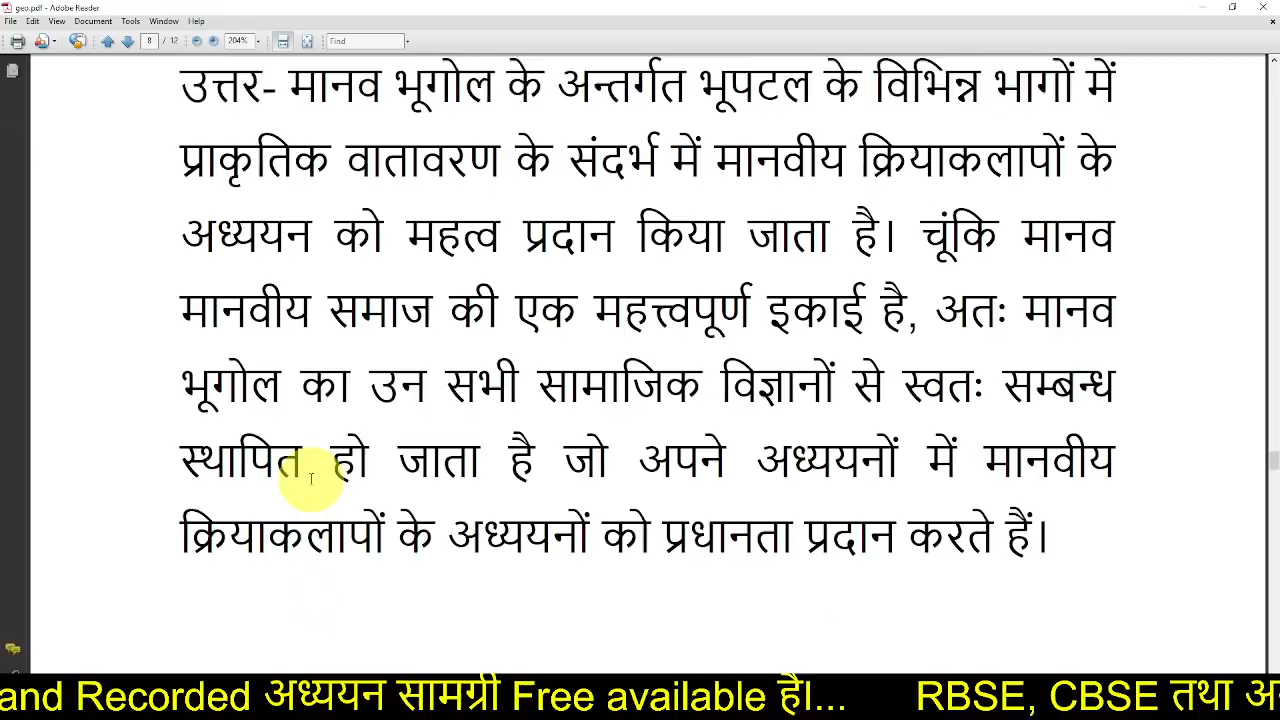 geo.pdf - Adobe Reader
File Edit View Document Tools Window Help
8 / 12 204% Find
उत्तर- मानव भूगोल के अन्तर्गत भूपटल के विभिन्न भागों में
प्राकृतिक वातावरण के संदर्भ में मानवीय क्रियाकलापों के
अध्ययन को महत्व प्रदान किया जाता है। चूंकि मानव
मानवीय समाज की एक महत्त्वपूर्ण इकाई है, अतः मानव
भूगोल का उन सभी सामाजिक विज्ञानों से स्वतः सम्बन्ध
स्थापित हो जाता है जो अपने अध्ययनों में मानवीय
क्रियाकलापों के अध्ययनों को प्रधानता प्रदान करते हैं।
and Recorded अध्ययन सामग्री Free available है।... RBSE, CBSE तथा